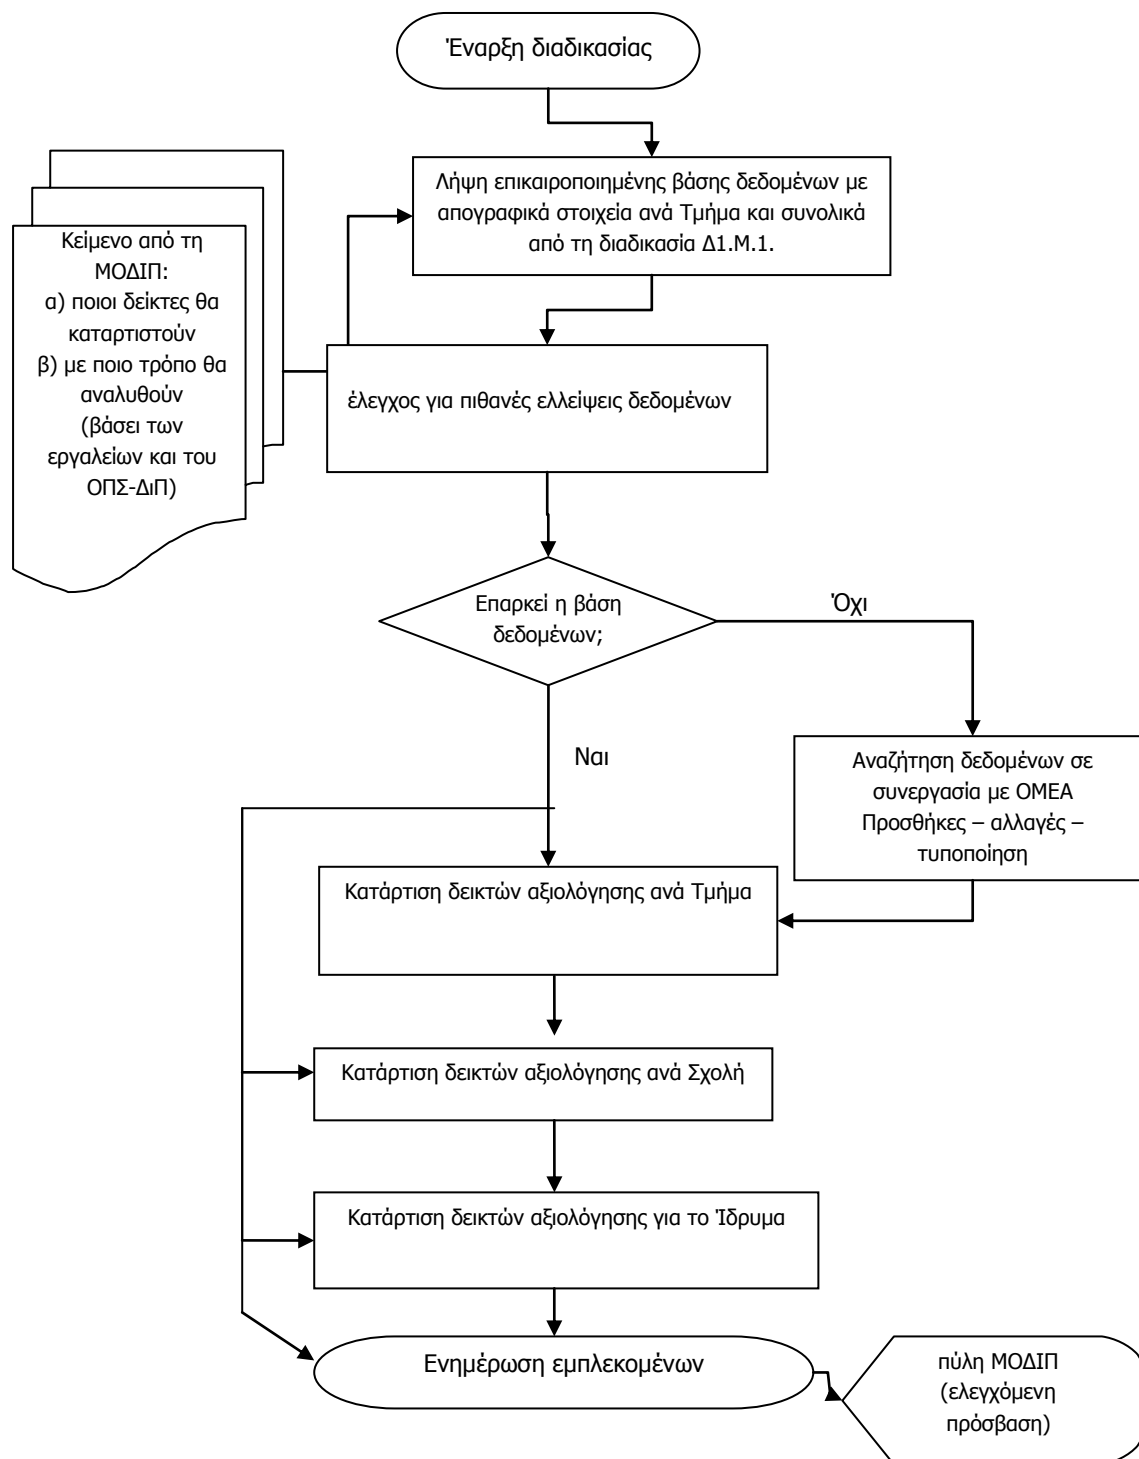 Έναρξη διαδικασίας
Λήψη επικαιροποιημένης βάσης δεδομένων με
απογραφικά στοιχεία ανά Τμήμα και συνολικά
από τη διαδικασία Δ1.Μ.1.
Κείμενο από τη
ΜΟΔΙΠ:
α) ποιοι δείκτες θα
καταρτιστούν
β) με ποιο τρόπο θα
αναλυθούν
(βάσει των
εργαλείων και του
ΟΠΣ-ΔιΠ)
έλεγχος για πιθανές ελλείψεις δεδομένων
Επαρκεί η βάση
δεδομένων;
Όχι
Ναι
Αναζήτηση δεδομένων σε
συνεργασία με ΟΜΕΑ
Προσθήκες – αλλαγές –
τυποποίηση
Κατάρτιση δεικτών αξιολόγησης ανά Τμήμα
Κατάρτιση δεικτών αξιολόγησης ανά Σχολή
Κατάρτιση δεικτών αξιολόγησης για το Ίδρυμα
Ενημέρωση εμπλεκομένων
πύλη ΜΟΔΙΠ
(ελεγχόμενη
πρόσβαση)